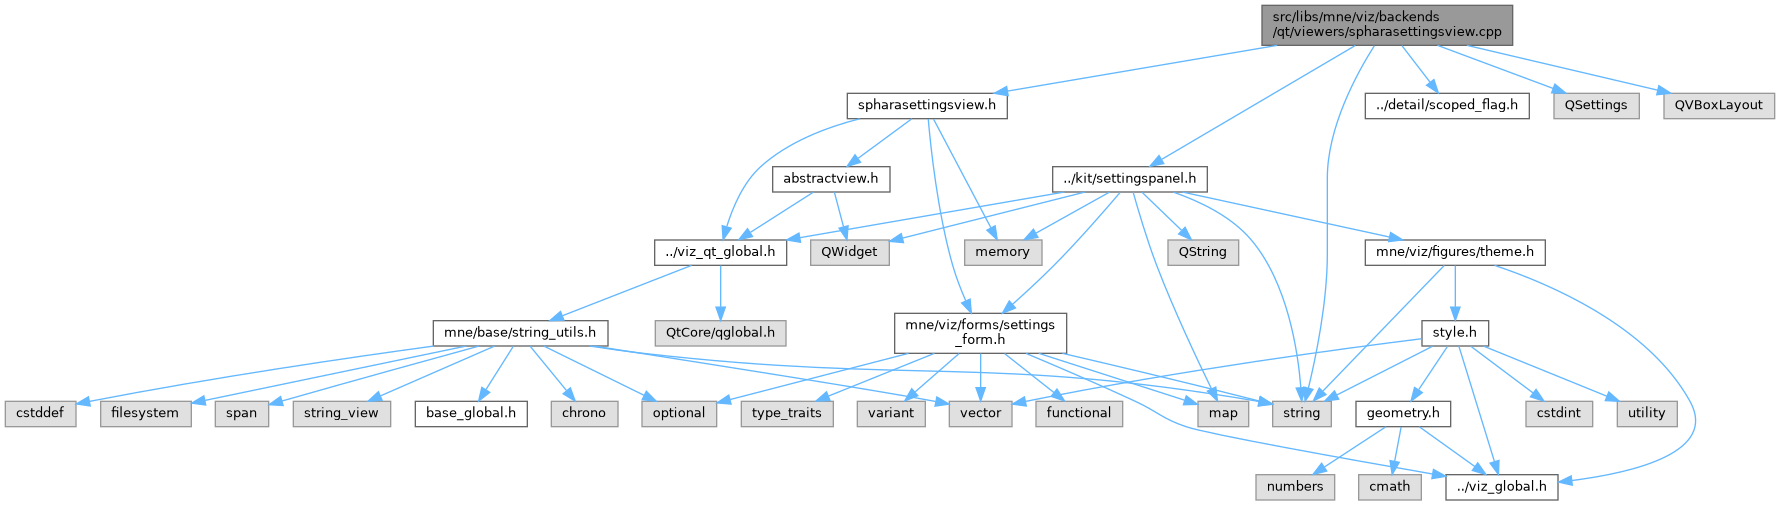 src/libs/mne/viz/backends
/qt/viewers/spharasettingsview.cpp
spharasettingsview.h
../detail/scoped_flag.h
QSettings
QVBoxLayout
abstractview.h
../kit/settingspanel.h
../viz_qt_global.h
QWidget
memory
QString
mne/viz/figures/theme.h
mne/base/string_utils.h
QtCore/qglobal.h
mne/viz/forms/settings
_form.h
style.h
cstddef
filesystem
span
string_view
base_global.h
chrono
optional
type_traits
variant
vector
functional
map
string
geometry.h
cstdint
utility
numbers
cmath
../viz_global.h